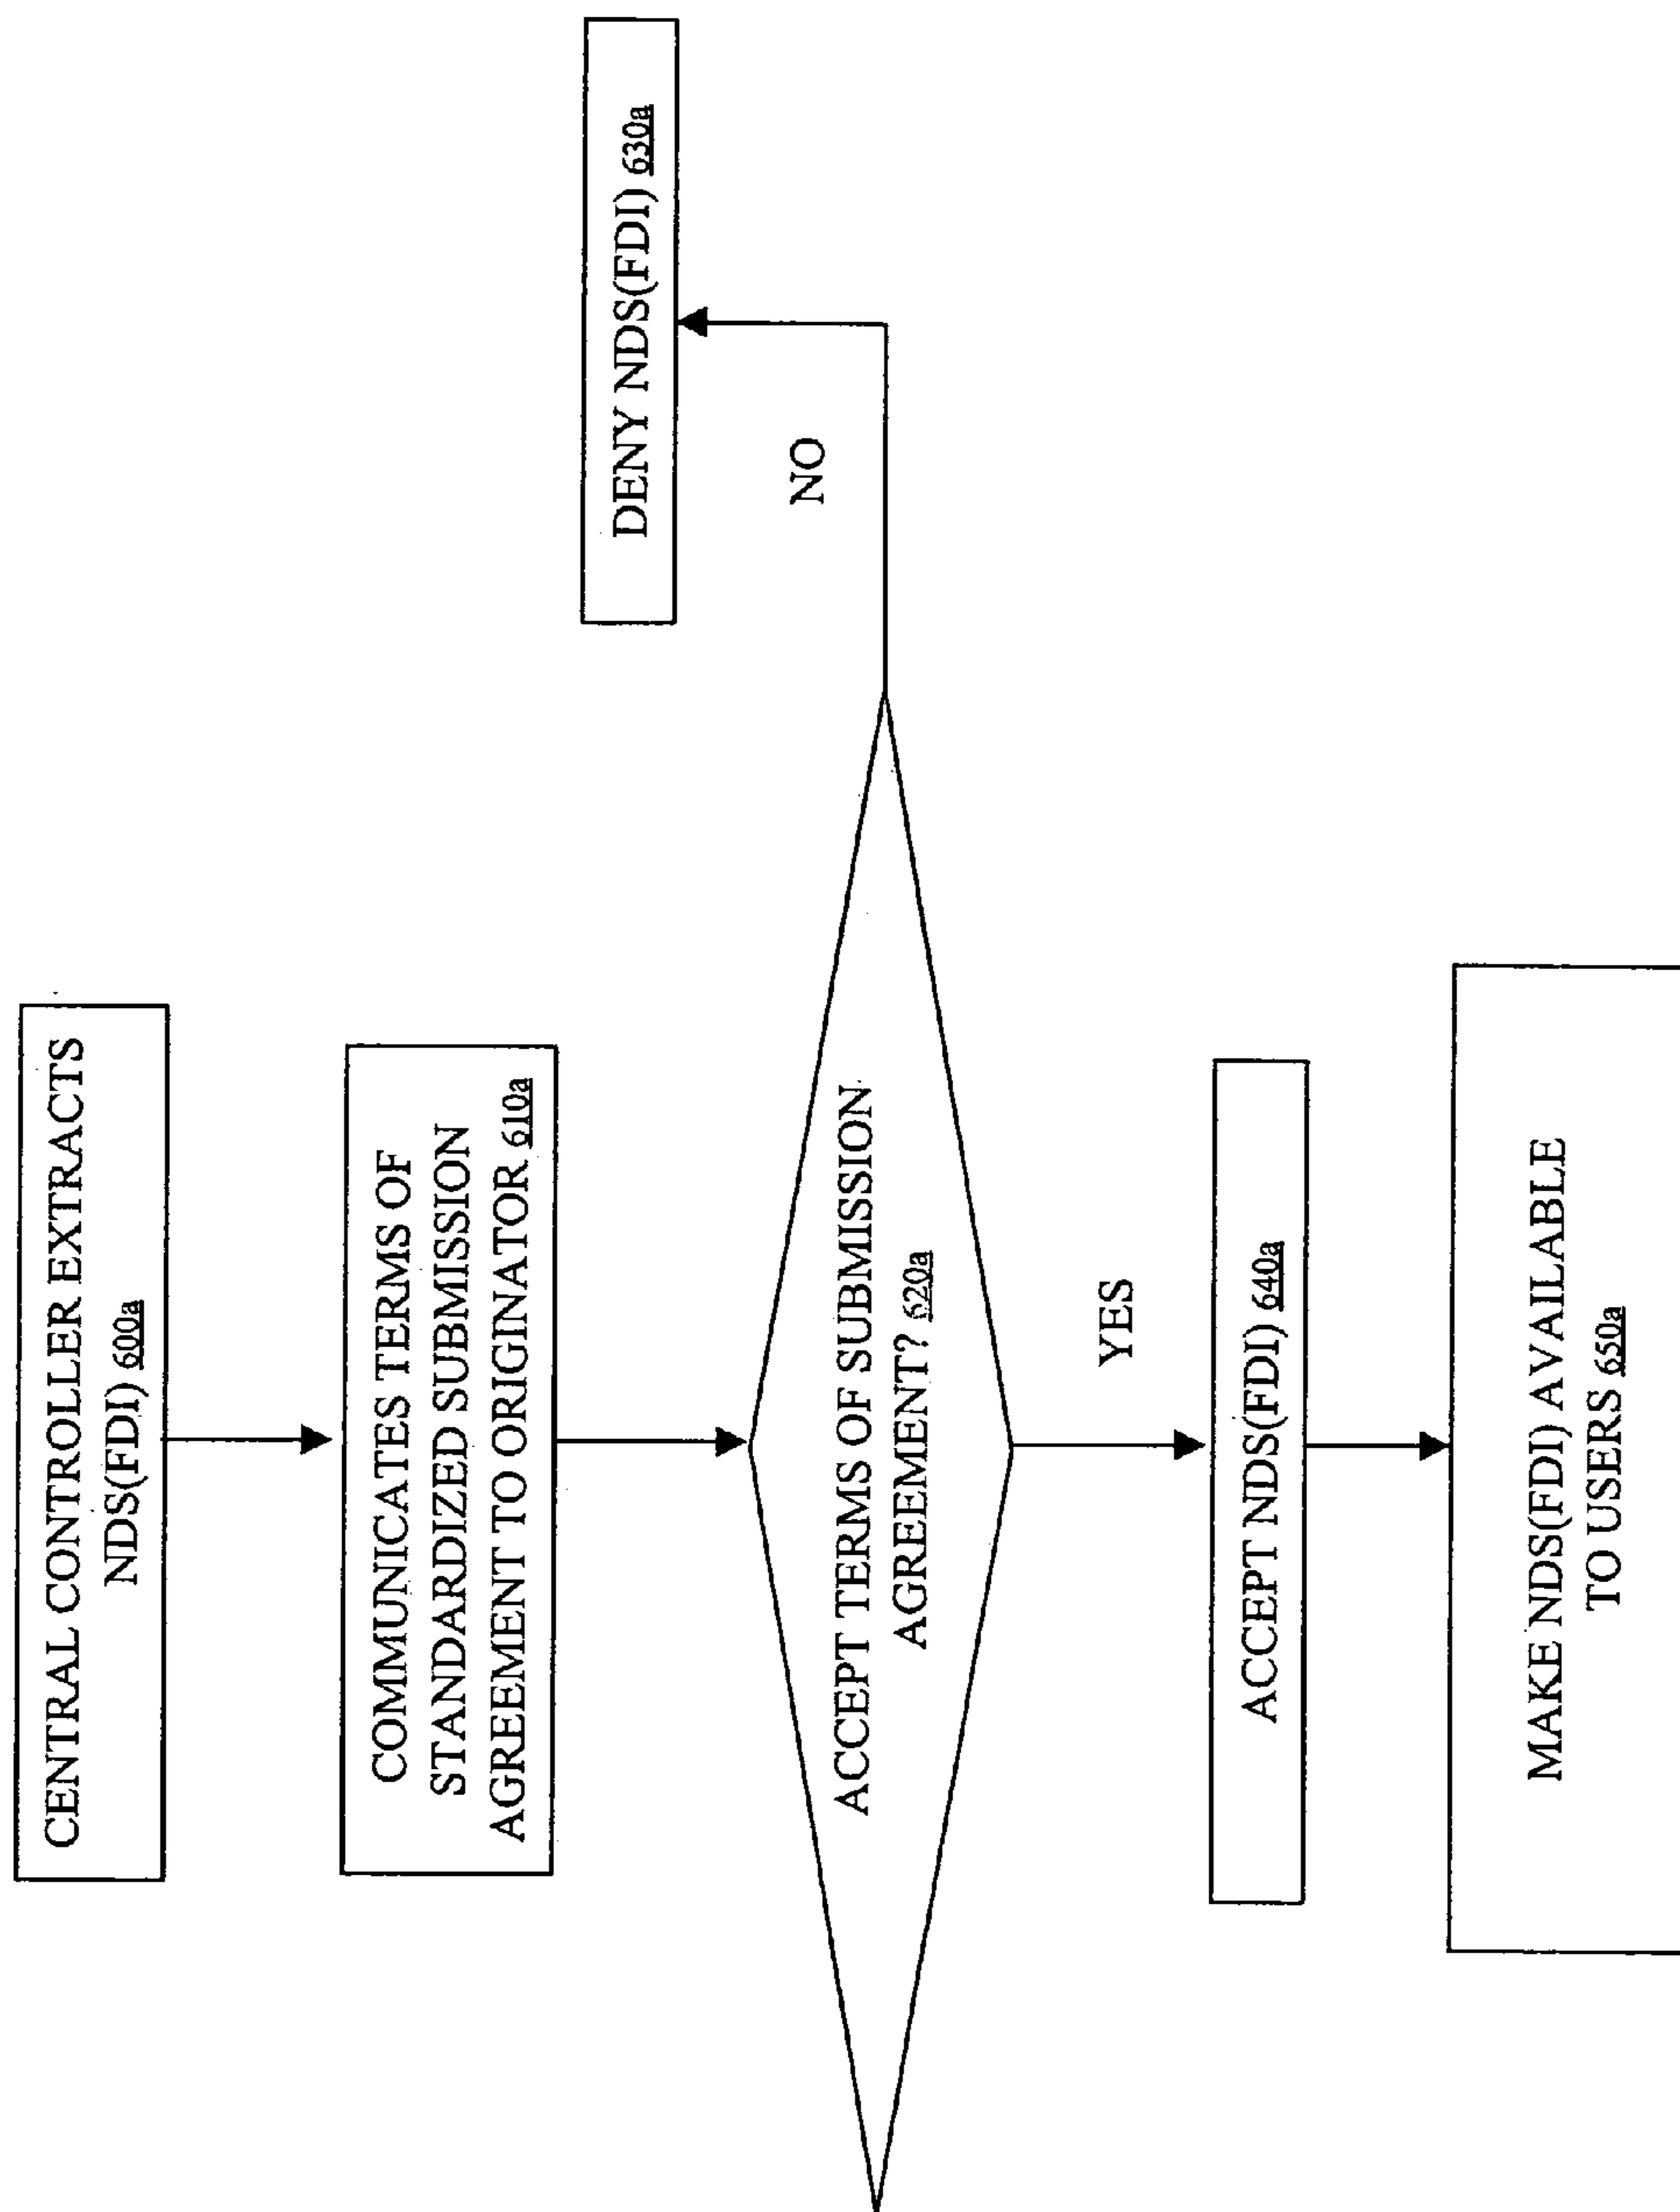 CENTRAL CONTROLLER EXTRACTS
NDS(FDI) 600a
COMMUNICATES TERMS OF
STANDARDIZED SUBMISSION
AGREEMENT TO ORIGINATOR 610a
ACCEPT TERMS OF SUBMISSION
AGREEMENT? 620a
NO
DENY NDS(FDI) 630a
YES
ACCEPT NDS(FDI) 640a
MAKE NDS(FDI) AVAILABLE
TO USERS 650a